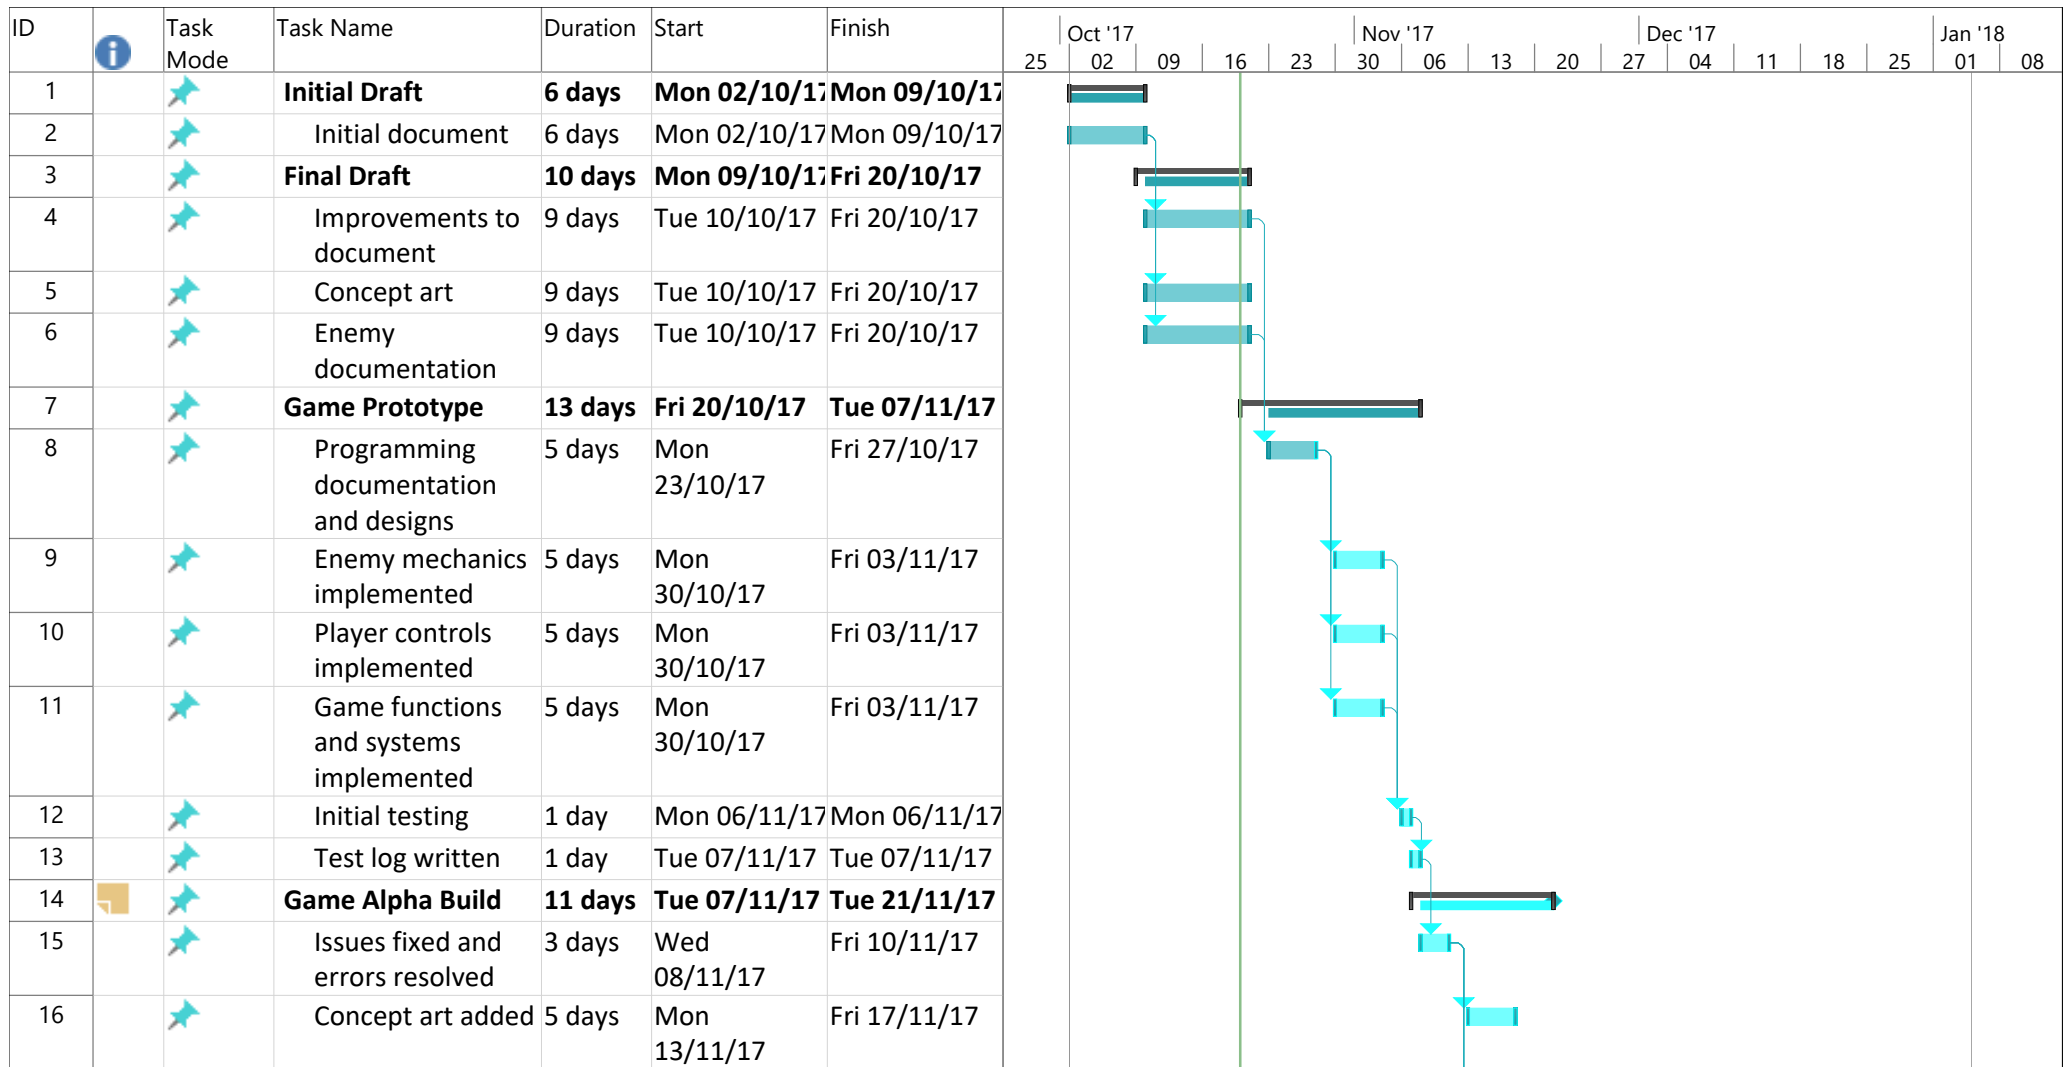 ID Task Mode Task Name Duration Start Finish
Oct '17 Nov '17 Dec '17 Jan '18
25 02 09 16 23 30 06 13 20 27 04 11 18 25 01 08
1 Initial Draft 6 days Mon 02/10/17 Mon 09/10/17
2 Initial document 6 days Mon 02/10/17 Mon 09/10/17
3 Final Draft 10 days Mon 09/10/17 Fri 20/10/17
4 Improvements to 9 days Tue 10/10/17 Fri 20/10/17
document
5 Concept art 9 days Tue 10/10/17 Fri 20/10/17
6 Enemy 9 days Tue 10/10/17 Fri 20/10/17
documentation
7 Game Prototype 13 days Fri 20/10/17 Tue 07/11/17
8 Programming 5 days Mon Fri 27/10/17
documentation 23/10/17
and designs
9 Enemy mechanics 5 days Mon Fri 03/11/17
implemented 30/10/17
10 Player controls 5 days Mon Fri 03/11/17
implemented 30/10/17
11 Game functions 5 days Mon Fri 03/11/17
and systems 30/10/17
implemented
12 Initial testing 1 day Mon 06/11/17 Mon 06/11/17
13 Test log written 1 day Tue 07/11/17 Tue 07/11/17
14 Game Alpha Build 11 days Tue 07/11/17 Tue 21/11/17
15 Issues fixed and 3 days Wed Fri 10/11/17
errors resolved 08/11/17
16 Concept art added 5 days Mon Fri 17/11/17
13/11/17